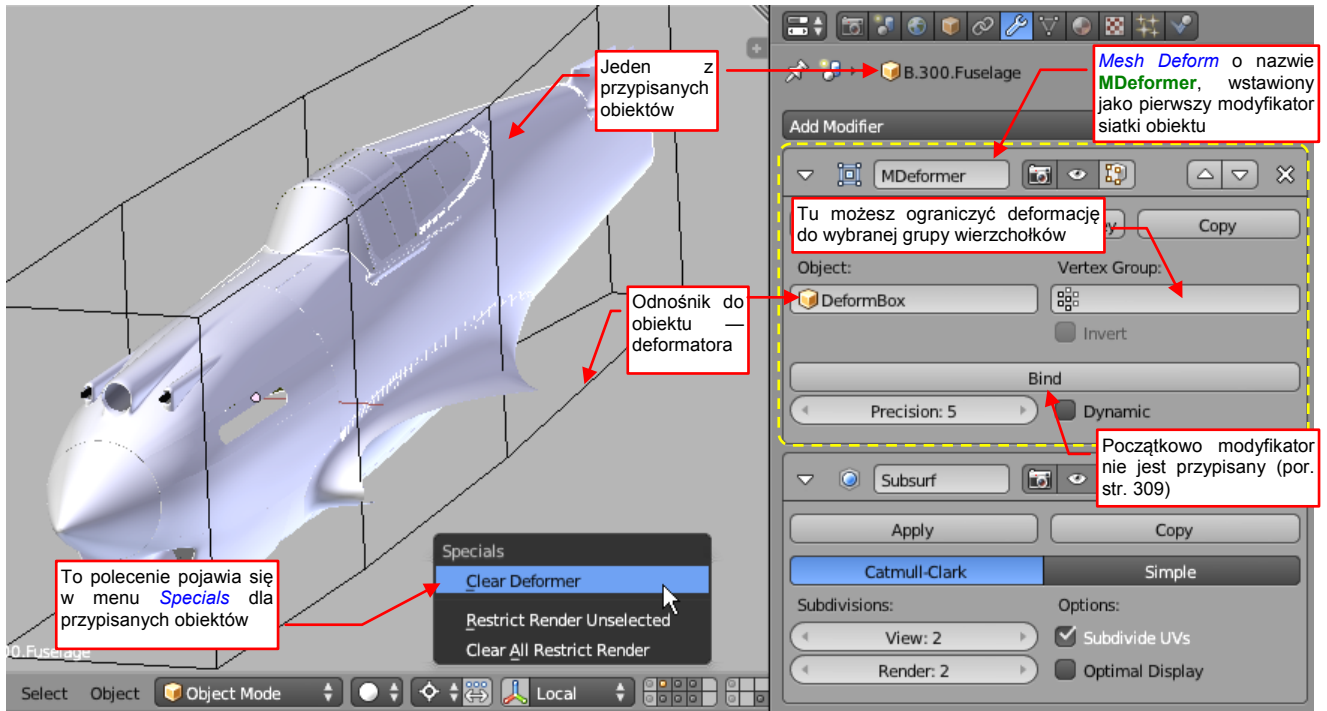 Jeden z
przypisanych
obiektów
B.300.Fuselage
Mesh Deform o nazwie
MDeformer, wstawiony
jako pierwszy modyfikator
siatki obiektu
Add Modifier
MDeformer
Tu możesz ograniczyć deformację
do wybranej grupy wierzchołków
Copy
Object:
Vertex Group:
DeformBox
Invert
Odnośnik do
obiektu —
deformatora
Bind
Precision: 5
Dynamic
Początkowo modyfikator
nie jest przypisany (por.
str. 309)
Subsurf
Apply
Copy
Catmull-Clark
Simple
Subdivisions:
Options:
View: 2
Subdivide UVs
Render: 2
Optimal Display
Specials
Clear Deformer
Restrict Render Unselected
Clear All Restrict Render
To polecenie pojawia się
w menu Specials dla
przypisanych obiektów
00.Fuselage
Select
Object
Object Mode
Local